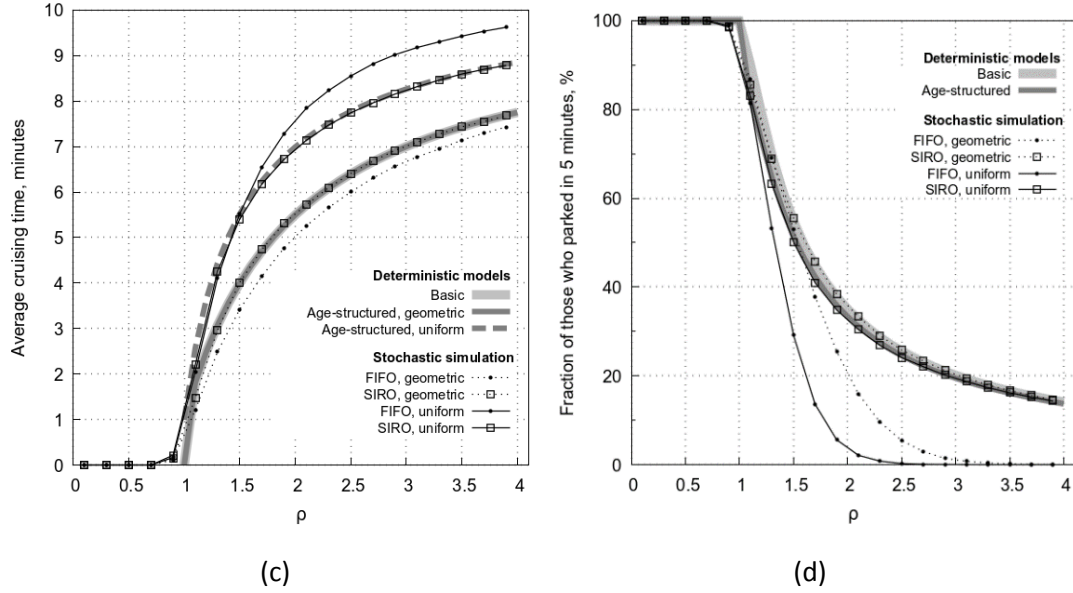 Average cruising time, minutes
10
9
8
7
6
5
4
3
2
1
0
Deterministic models
Basic
Age-structured, geometric
Age-structured, uniform
Stochastic simulation
FIFO, geometric
SIRO, geometric
FIFO, uniform
SIRO, uniform
0 0.5 1 1.5 2 2.5 3 3.5 4
ρ
(c)
Fraction of those who parked in 5 minutes, %
100
80
60
40
20
0
Deterministic models
Basic
Age-structured
Stochastic simulation
FIFO, geometric
SIRO, geometric
FIFO, uniform
SIRO, uniform
0 0.5 1 1.5 2 2.5 3 3.5 4
ρ
(d)